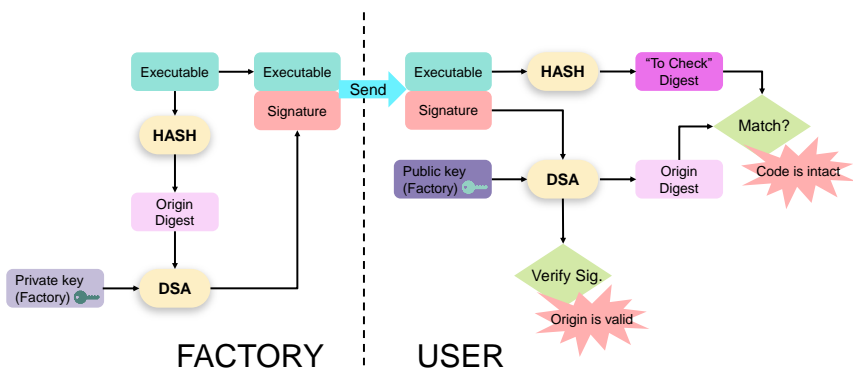 Executable
Executable
Signature
HASH
Origin
Digest
Private key
(Factory)
DSA
FACTORY
Send
Executable
Signature
HASH
“To Check”
Digest
Match?
Code is intact
Public key
(Factory)
DSA
Origin
Digest
Verify Sig.
Origin is valid
USER